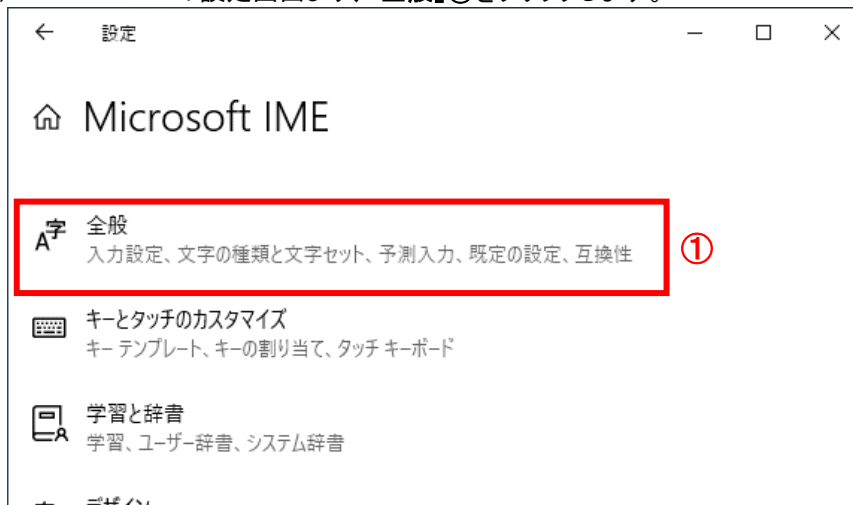 設定
Microsoft IME
全般
入力設定、文字の種類と文字セット、予測入力、既定の設定、互換性
①
キーとタッチのカスタマイズ
キー テンプレート、キーの割り当て、タッチ キーボード
学習と辞書
学習、ユーザー辞書、システム辞書